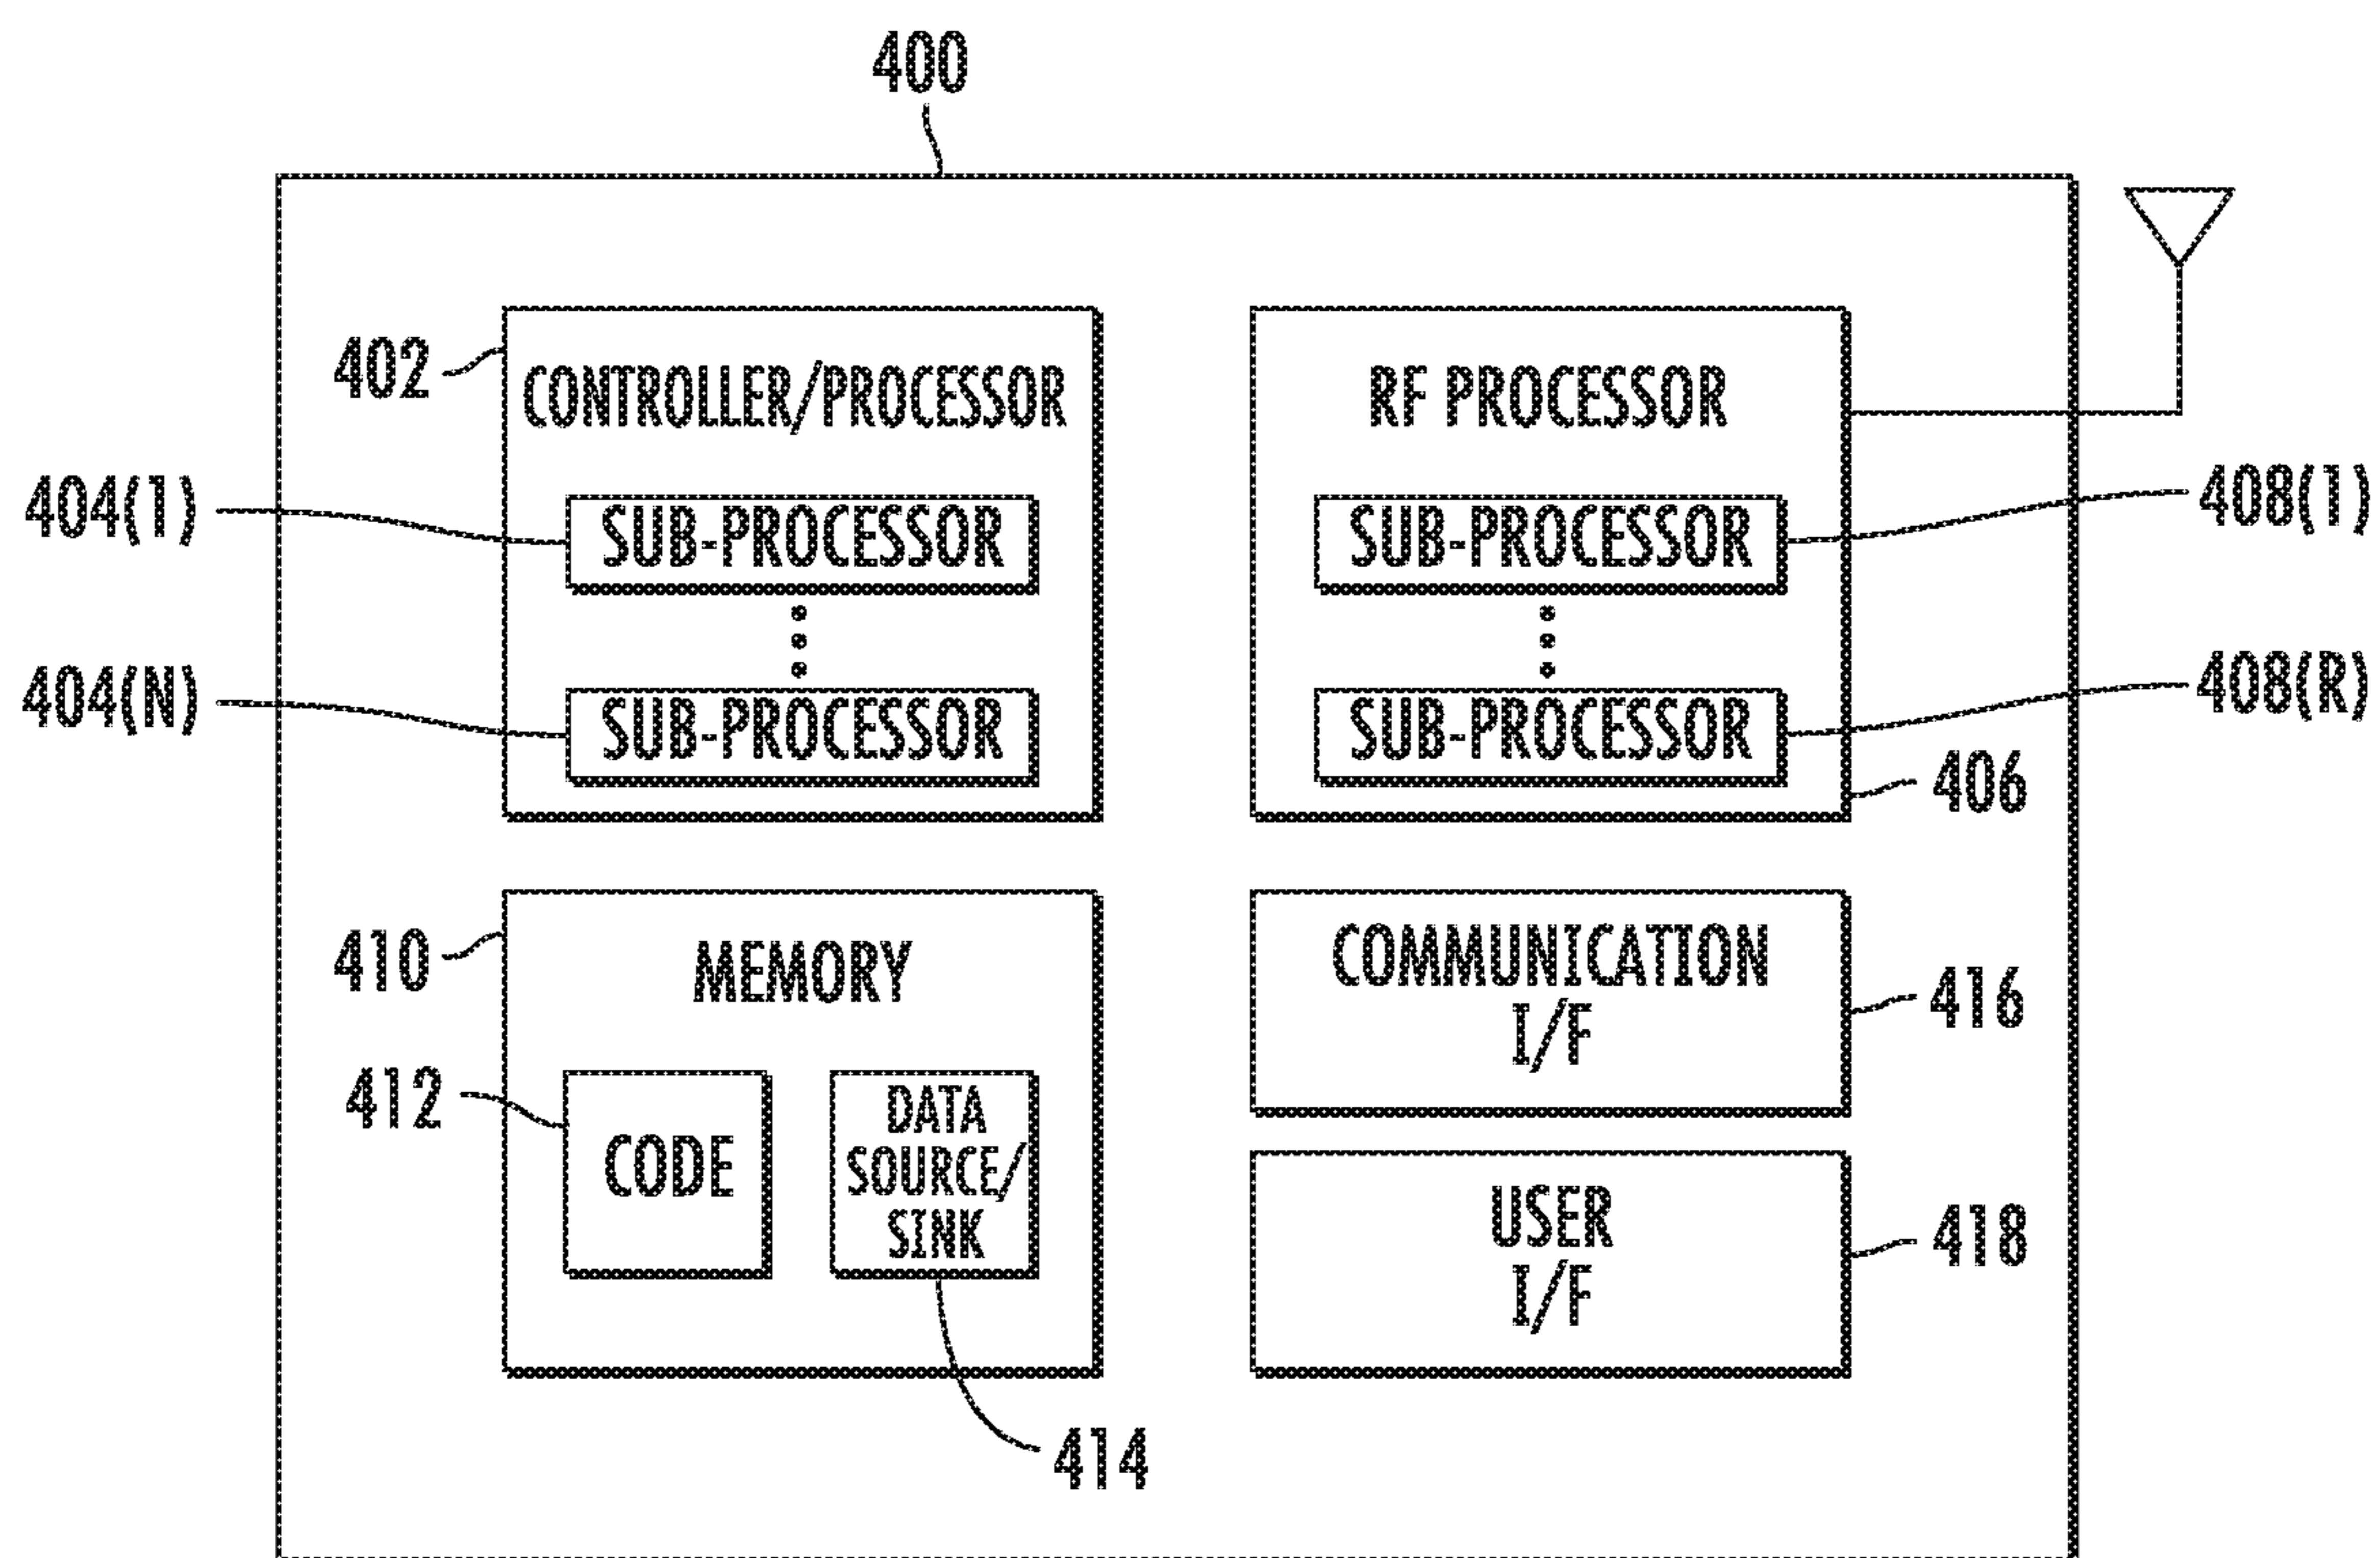 400
402
CONTROLLER/PROCESSOR
RF PROCESSOR
404(1)
SUB-PROCESSOR
SUB-PROCESSOR
408(1)
404(N)
SUB-PROCESSOR
SUB-PROCESSOR
408(R)
406
410
MEMORY
COMMUNICATION
I/F
416
412
CODE
DATA
SOURCE/
SINK
USER
I/F
418
414